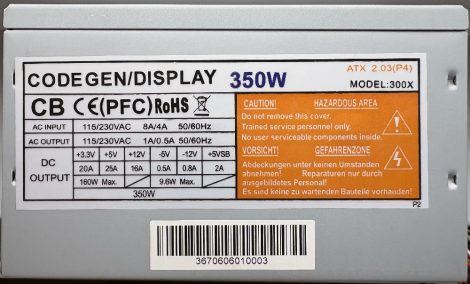 ATX 2.03(P4)
CODEGEN/DISPLAY 350W
MODEL:300X
CB CE(PFC) RoHS
AC INPUT 115/230VAC 8A/4A 50/60Hz
AC OUTPUT 115/230VAC 1A/0.5A 50/60Hz
DC OUTPUT
+3.3V +5V +12V -5V -12V +5VSB
20A 25A 16A 0.5A 0.8A 2A
160W Max. 9.6W Max.
350W
CAUTION! HAZARDOUS AREA
Do not remove this cover.
Trained service personnel only.
No user serviceable components inside.
VORSICHT! GEFAHRENZONE
Abdeckungen unter keinen Umständen
abnehmen! Reparaturen nur durch
ausgebildetes Personal!
Es sind keine zu wartenden Bauteile vorhanden!
P2
3670606010003